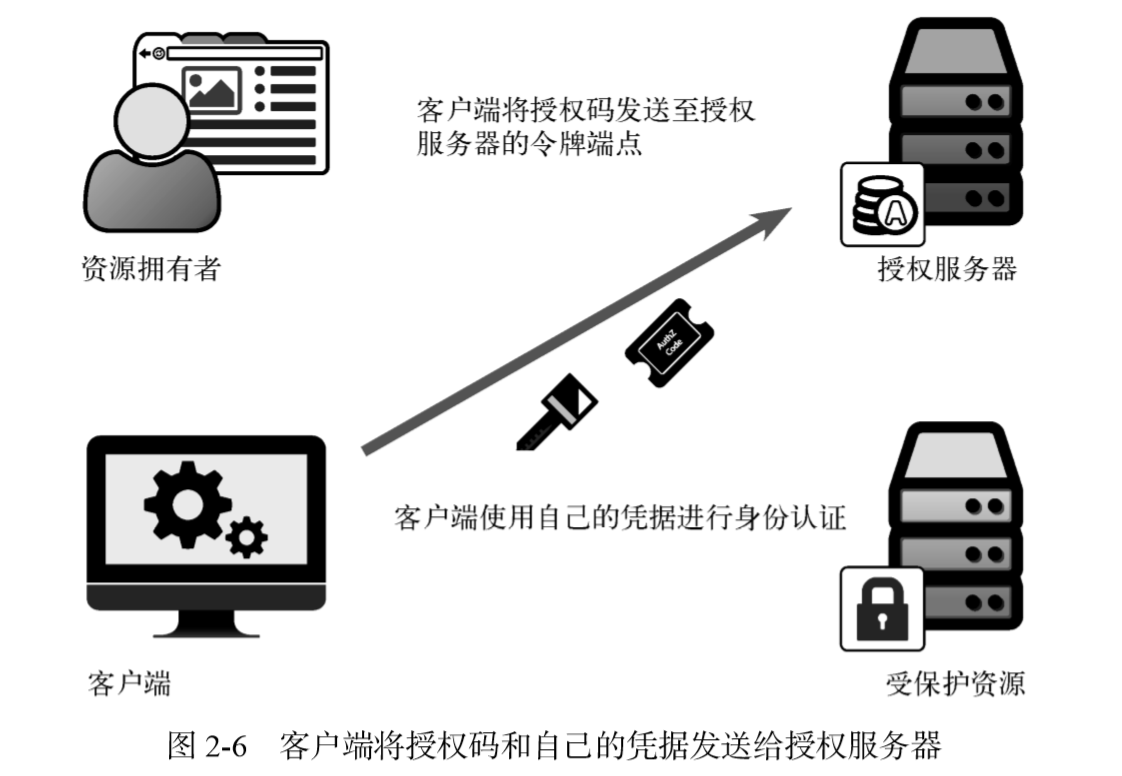 客户端将授权码发送至授权
服务器的令牌端点
资源拥有者
A
授权服务器
AuthZ
Code
客户端使用自己的凭据进行身份认证
客户端
受保护资源
图 2-6 客户端将授权码和自己的凭据发送给授权服务器